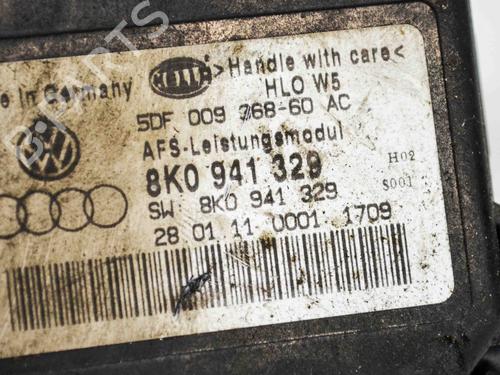 e in Germany HELLA >Handle with care<
HLO W5
5DF 009 768-60 AC
AFS-Leistungsmodul
8K0 941 329 H02
SW: 8K0 941 329 S001
28 01 11 0001 1709
B-PARTS